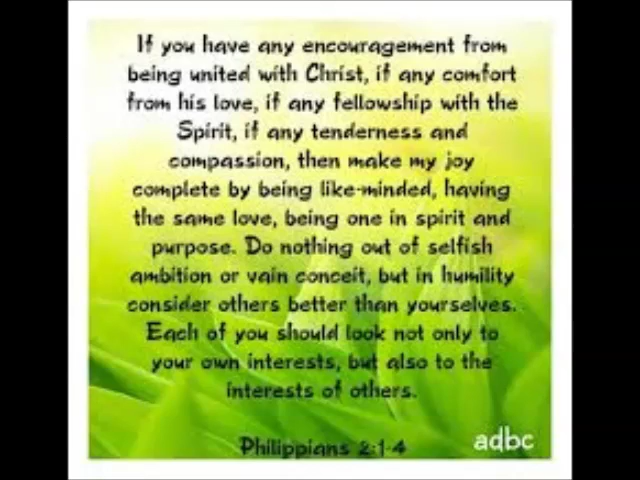 If you have any encouragement from
being united with Christ, if any comfort
from his love, if any fellowship with the
Spirit, if any tenderness and
compassion, then make my joy
complete by being like-minded, having
the same love, being one in spirit and
purpose. Do nothing out of selfish
ambition or vain conceit, but in humility
consider others better than yourselves.
Each of you should look not only to
your own interests, but also to the
interests of others.
Philippians 2:1-4
adbc